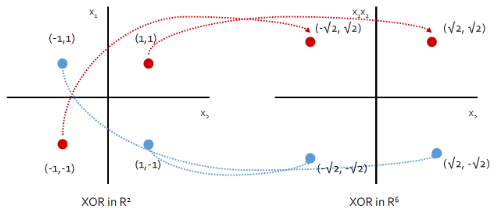 X₁
X₁X₂
(-1,1)
(1,1)
(-√2, √2)
(√2, √2)
X₂
X₂
(-1,-1)
(1,-1)
(-√2, -√2)
(√2, -√2)
XOR in R²
XOR in R⁶